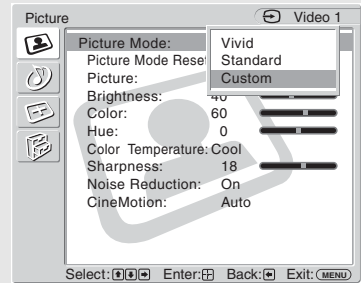 Picture Video 1
Picture Mode: Vivid
Picture Mode Reset Standard
Picture: Custom
Brightness: 40
Color: 60
Hue: 0
Color Temperature: Cool
Sharpness: 18
Noise Reduction: On
CineMotion: Auto
Select: Enter: Back: Exit: MENU